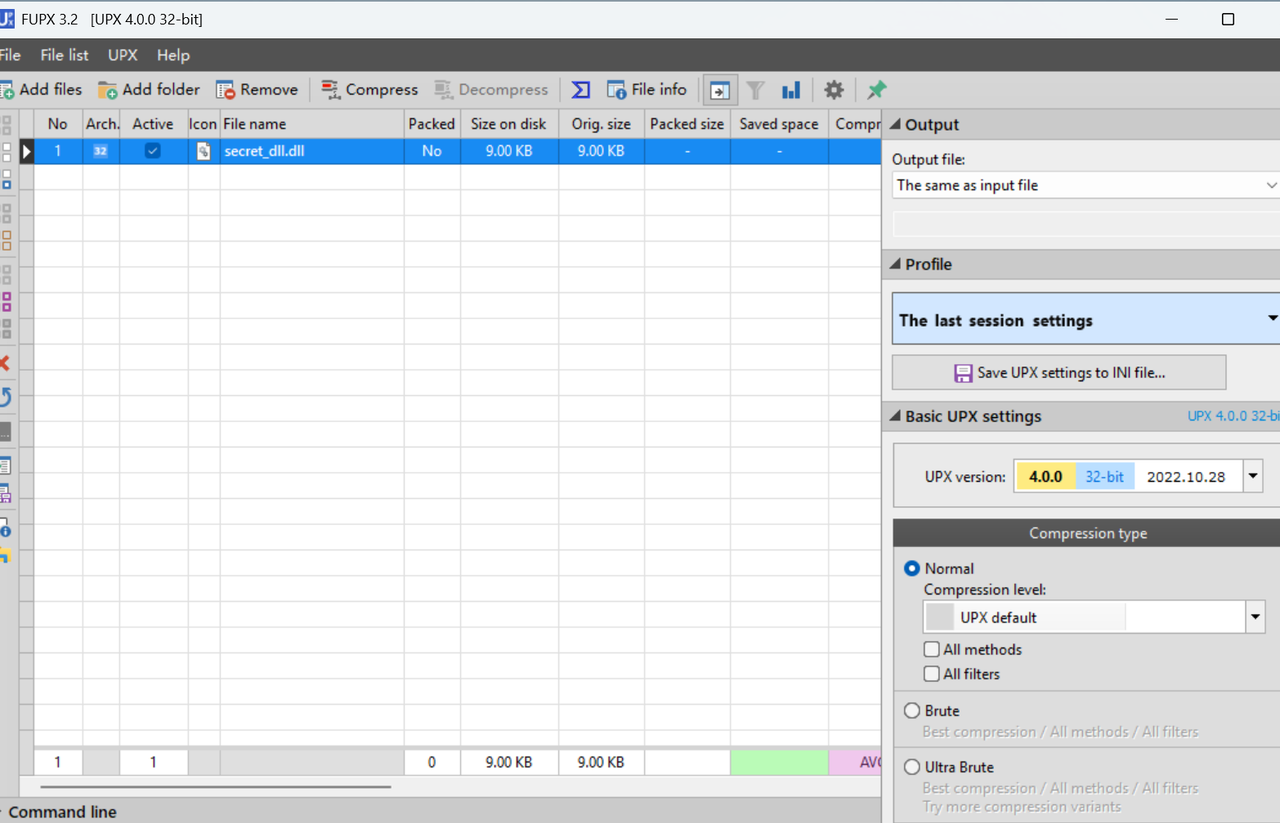 FUPX 3.2 [UPX 4.0.0 32-bit]
File File list UPX Help
Add files Add folder Remove Compress Decompress File info
No Arch. Active Icon File name Packed Size on disk Orig. size Packed size Saved space Compr
1 32 secret_dll.dll No 9.00 KB 9.00 KB - -
1 1 0 9.00 KB 9.00 KB AVG
Command line
Output
Output file:
The same as input file
Profile
The last session settings
Save UPX settings to INI file...
Basic UPX settings UPX 4.0.0 32-bi
UPX version: 4.0.0 32-bit 2022.10.28
Compression type
Normal
Compression level:
UPX default
All methods
All filters
Brute
Best compression / All methods / All filters
Ultra Brute
Best compression / All methods / All filters
Try more compression variants